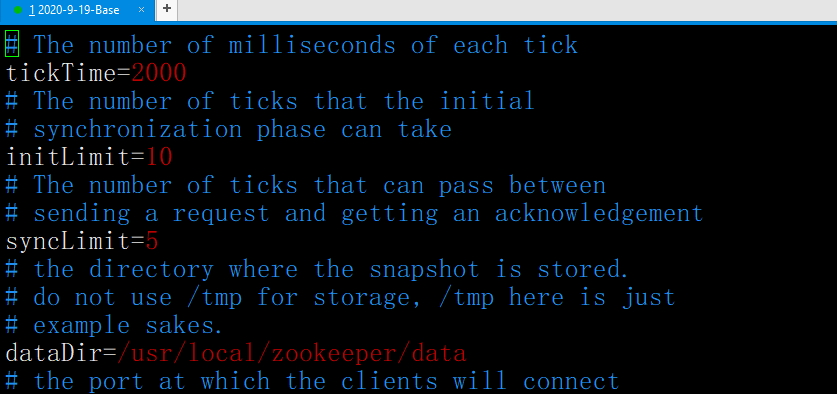 1 2020-9-19-Base × +
# The number of milliseconds of each tick
tickTime=2000
# The number of ticks that the initial
# synchronization phase can take
initLimit=10
# The number of ticks that can pass between
# sending a request and getting an acknowledgement
syncLimit=5
# the directory where the snapshot is stored.
# do not use /tmp for storage, /tmp here is just
# example sakes.
dataDir=/usr/local/zookeeper/data
# the port at which the clients will connect